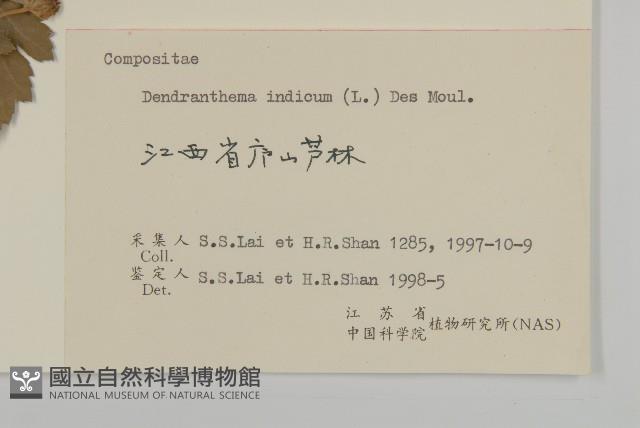 Compositae
Dendranthema indicum (L.) Des Moul.
江西省庐山芦林
采集人 S.S.Lai et H.R.Shan 1285, 1997-10-9
Coll.
鉴定人 S.S.Lai et H.R.Shan 1998-5
Det.
江苏省
中国科学院 植物研究所(NAS)
國立自然科學博物館
NATIONAL MUSEUM OF NATURAL SCIENCE